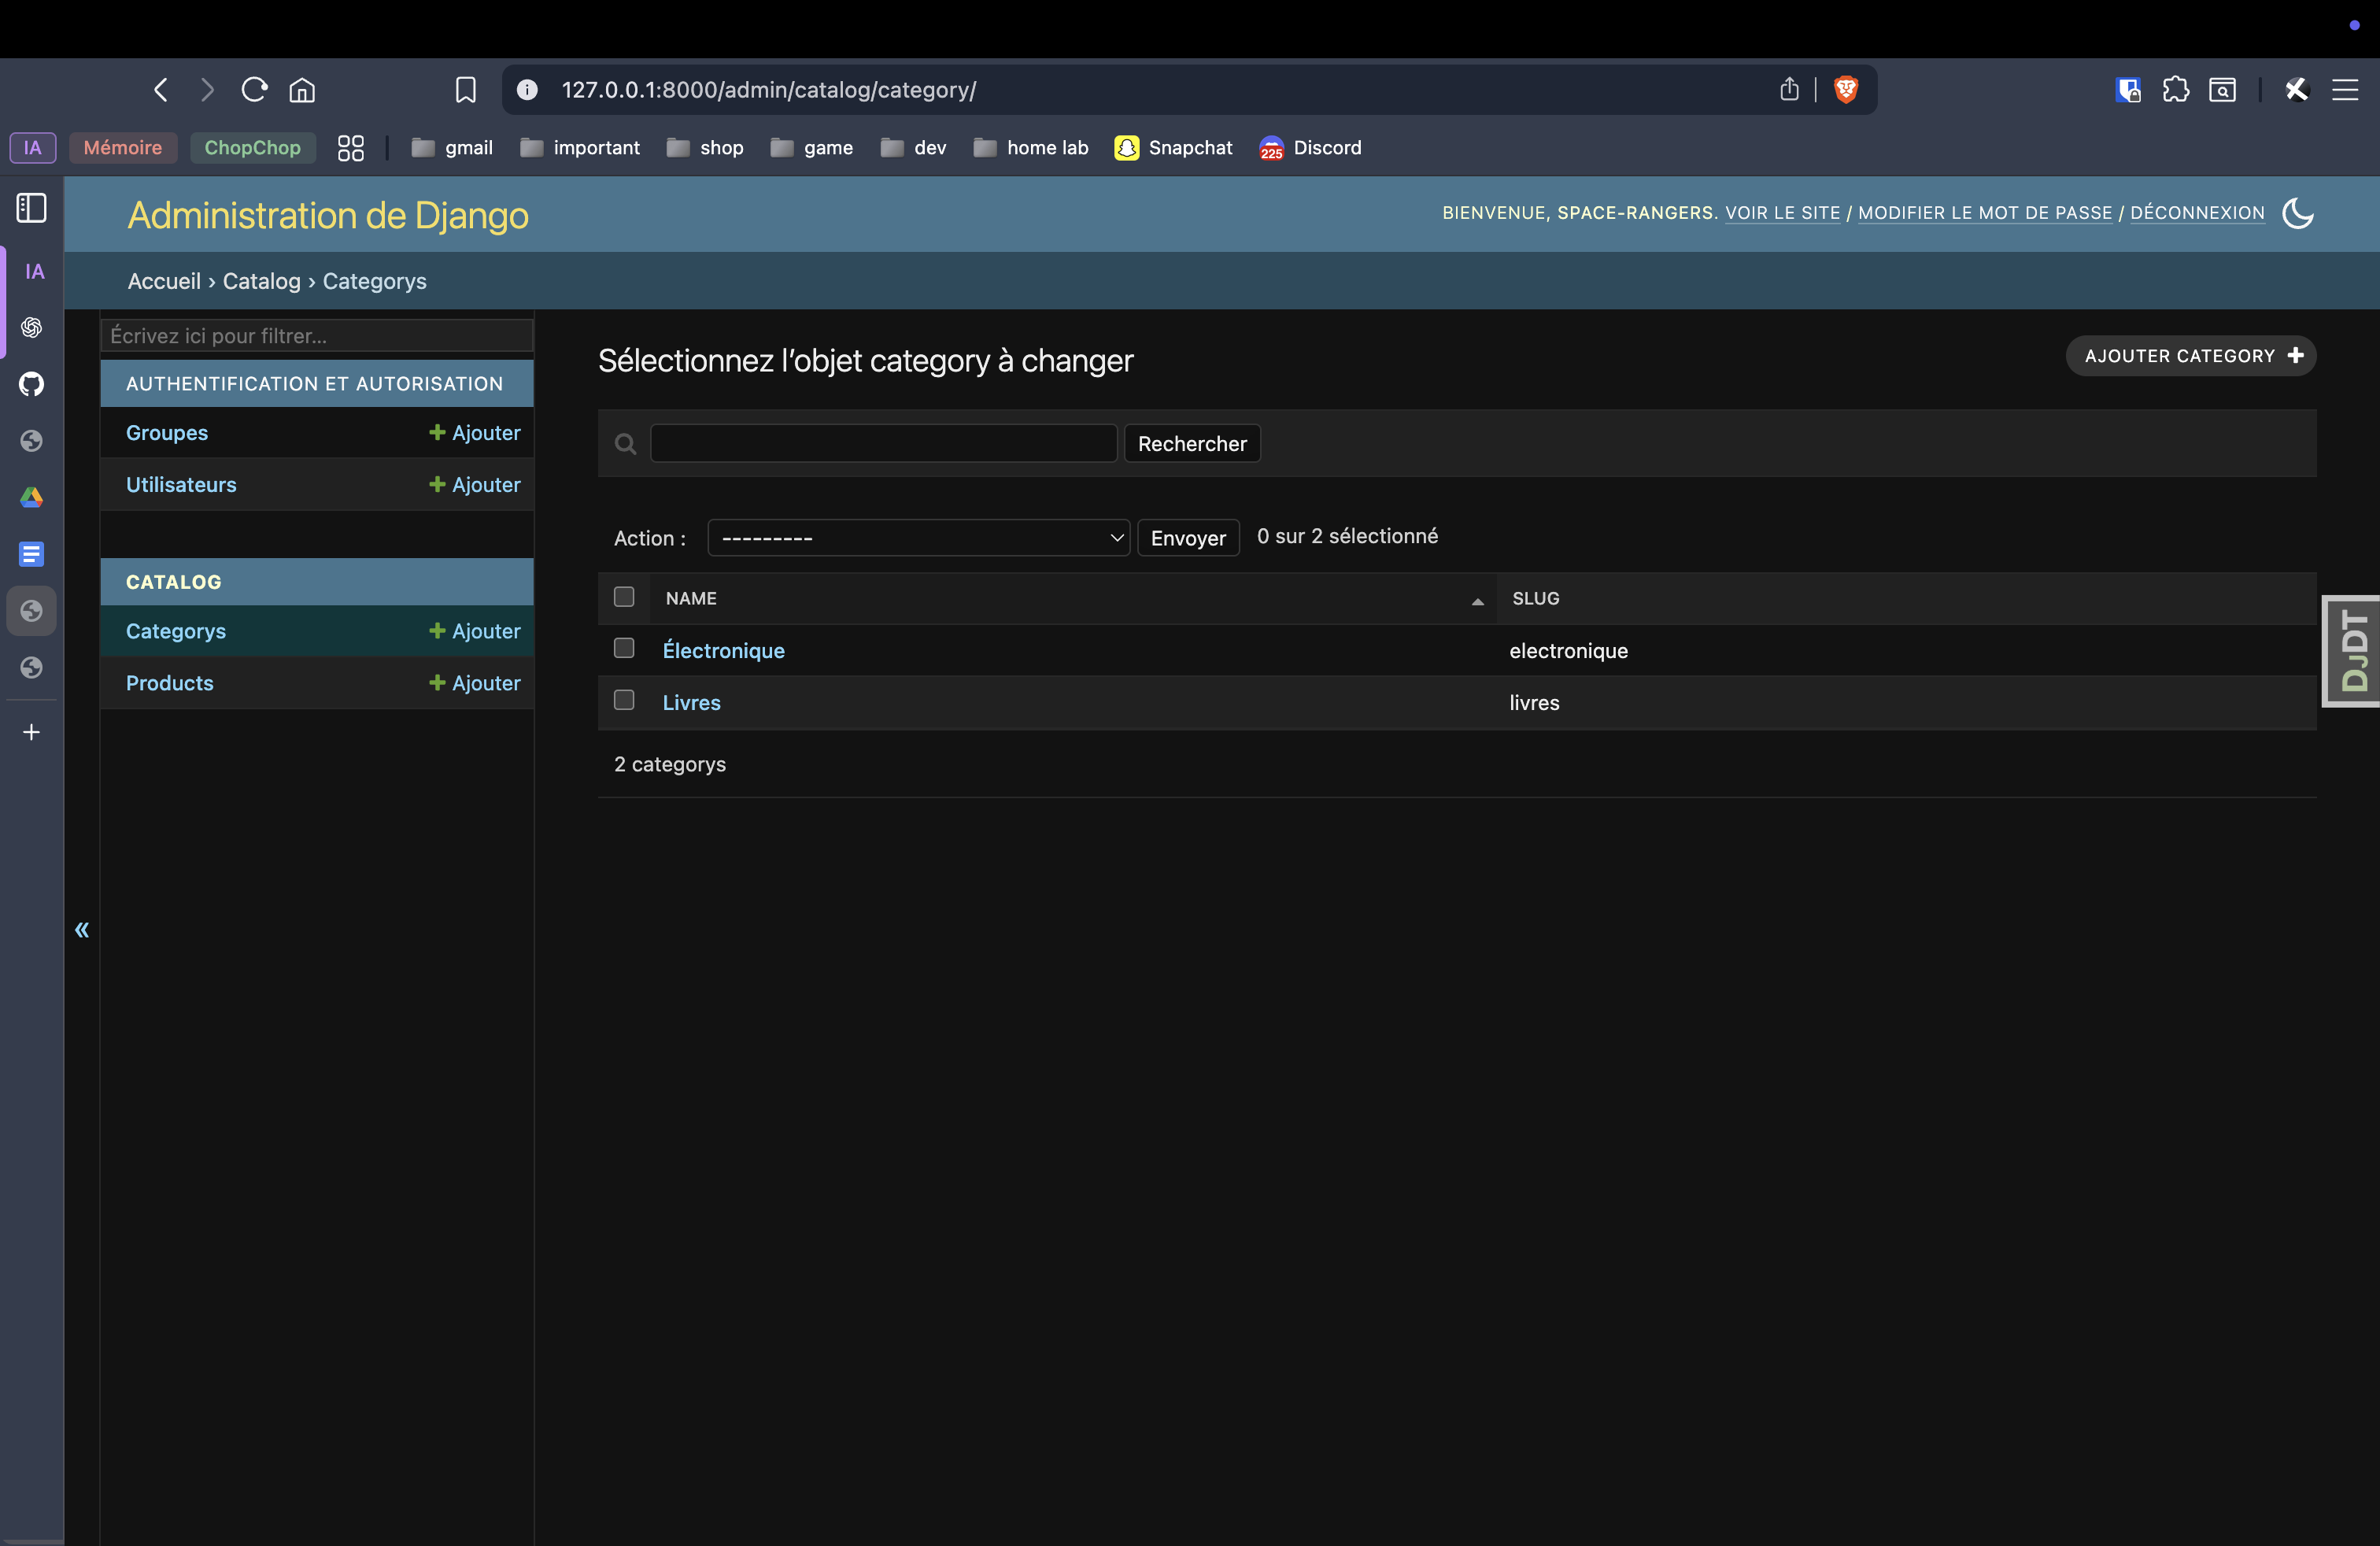 127.0.0.1:8000/admin/catalog/category/
IA
Mémoire
ChopChop
gmail
important
shop
game
dev
home lab
Snapchat
225
Discord
IA
Administration de Django
BIENVENUE, SPACE-RANGERS. VOIR LE SITE / MODIFIER LE MOT DE PASSE / DÉCONNEXION
Accueil › Catalog › Categorys
Écrivez ici pour filtrer…
AUTHENTIFICATION ET AUTORISATION
Groupes
Ajouter
Utilisateurs
Ajouter
CATALOG
Categorys
Ajouter
Products
Ajouter
«
Sélectionnez l’objet category à changer
AJOUTER CATEGORY
Rechercher
Action :
---------
Envoyer
0 sur 2 sélectionné
NAME
SLUG
Électronique
electronique
Livres
livres
2 categorys
DJDT